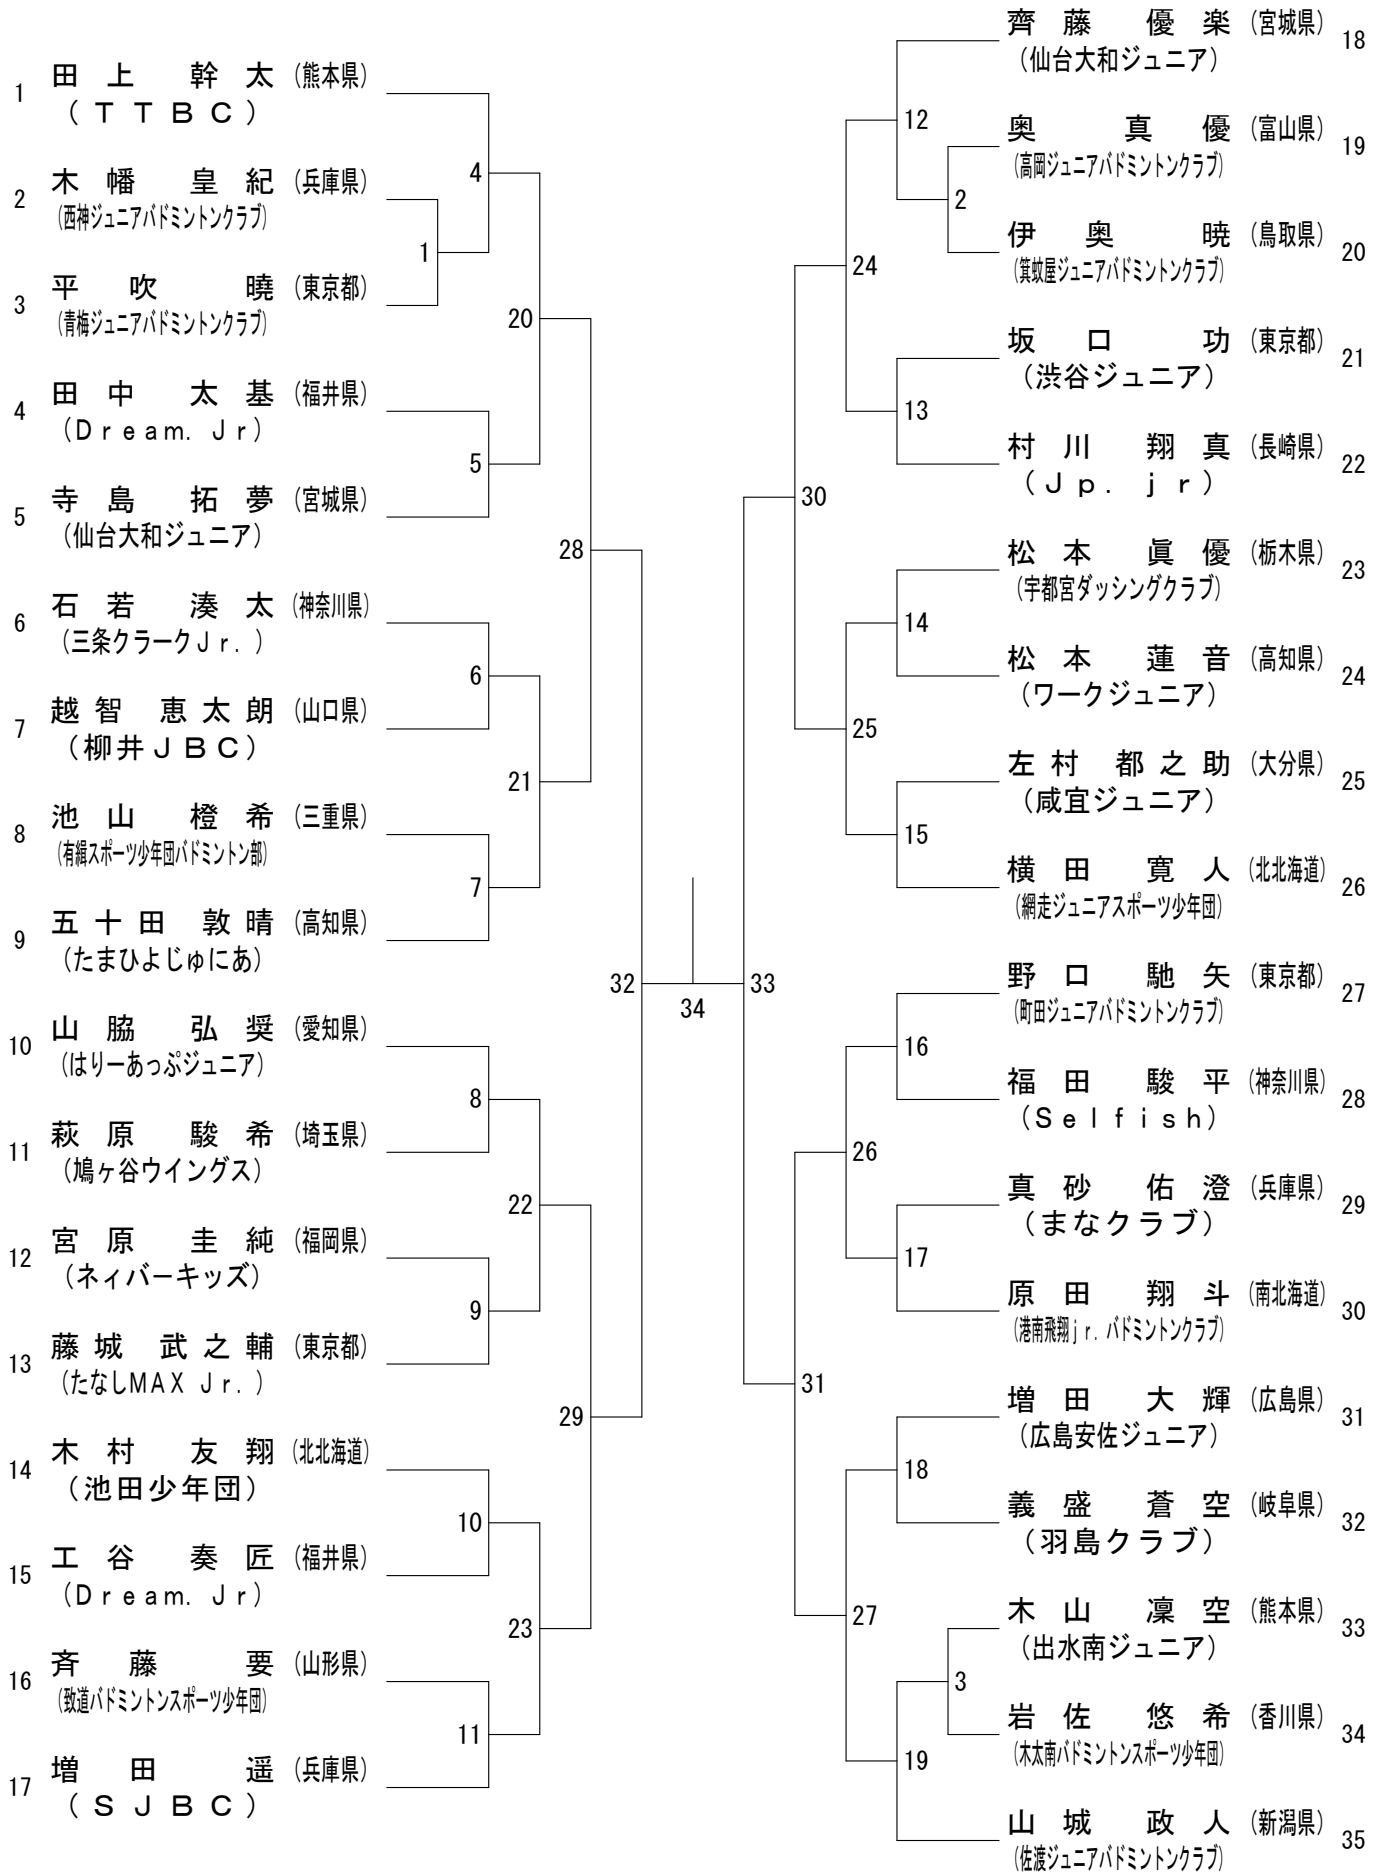 1 田上 幹太 (熊本県)
(TTBC)
2 木幡 皇紀 (兵庫県)
(西神ジュニアバドミントンクラブ)
3 平吹 曉 (東京都)
(青梅ジュニアバドミントンクラブ)
4 田中 太基 (福井県)
(Dream. Jr)
5 寺島 拓夢 (宮城県)
(仙台大和ジュニア)
6 石若 湊太 (神奈川県)
(三条クラークJr. )
7 越智 恵太朗 (山口県)
(柳井JBC)
8 池山 橙希 (三重県)
(有緝スポーツ少年団バドミントン部)
9 五十田 敦晴 (高知県)
(たまひよじゅにあ)
10 山脇 弘奨 (愛知県)
(はりーあっぷジュニア)
11 萩原 駿希 (埼玉県)
(鳩ヶ谷ウイングス)
12 宮原 圭純 (福岡県)
(ネィバーキッズ)
13 藤城 武之輔 (東京都)
(たなしMAX Jr. )
14 木村 友翔 (北北海道)
(池田少年団)
15 工谷 奏匠 (福井県)
(Dream. Jr)
16 斉藤 要 (山形県)
(致道バドミントンスポーツ少年団)
17 増田 遥 (兵庫県)
(SJBC)
1
4
5
6
7
8
9
10
11
20
21
22
23
28
29
32
34
33
30
31
24
25
26
27
12
2
13
14
15
16
17
18
3
19
齊藤 優楽 (宮城県) 18
(仙台大和ジュニア)
奥 真優 (富山県) 19
(高岡ジュニアバドミントンクラブ)
伊奥 暁 (鳥取県) 20
(箕蚊屋ジュニアバドミントンクラブ)
坂口 功 (東京都) 21
(渋谷ジュニア)
村川 翔真 (長崎県) 22
(Jp. jr)
松本 眞優 (栃木県) 23
(宇都宮ダッシングクラブ)
松本 蓮音 (高知県) 24
(ワークジュニア)
左村 都之助 (大分県) 25
(咸宜ジュニア)
横田 寛人 (北北海道) 26
(網走ジュニアスポーツ少年団)
野口 馳矢 (東京都) 27
(町田ジュニアバドミントンクラブ)
福田 駿平 (神奈川県) 28
(Selfish)
真砂 佑澄 (兵庫県) 29
(まなクラブ)
原田 翔斗 (南北海道) 30
(港南飛翔jr. バドミントンクラブ)
増田 大輝 (広島県) 31
(広島安佐ジュニア)
義盛 蒼空 (岐阜県) 32
(羽島クラブ)
木山 凜空 (熊本県) 33
(出水南ジュニア)
岩佐 悠希 (香川県) 34
(木太南バドミントンスポーツ少年団)
山城 政人 (新潟県) 35
(佐渡ジュニアバドミントンクラブ)